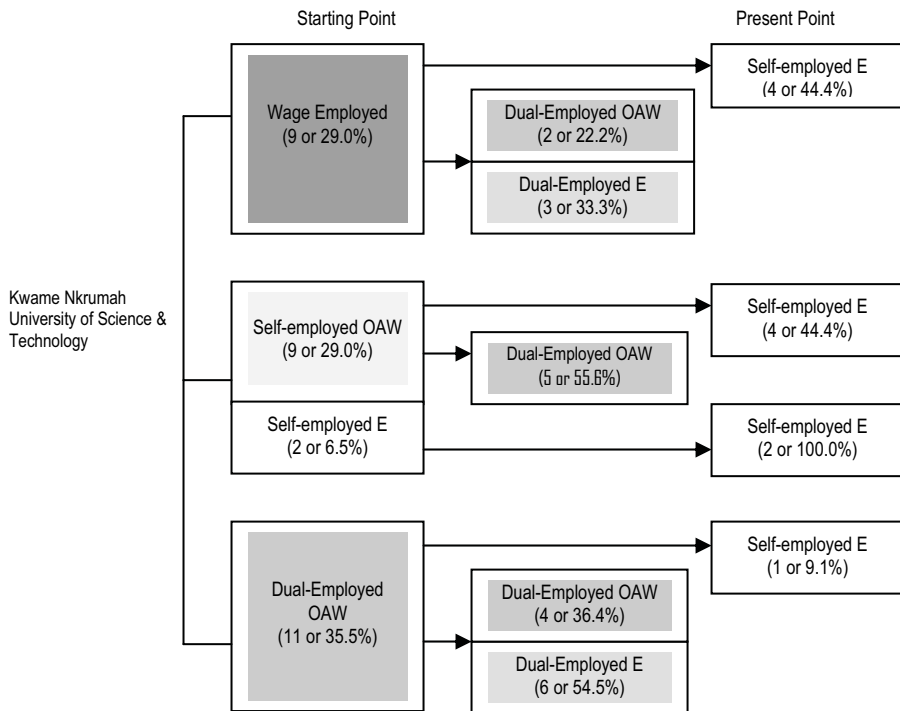 Starting Point
Present Point
Wage Employed
(9 or 29.0%)
Self-employed E
(4 or 44.4%)
Dual-Employed OAW
(2 or 22.2%)
Dual-Employed E
(3 or 33.3%)
Kwame Nkrumah
University of Science &
Technology
Self-employed OAW
(9 or 29.0%)
Self-employed E
(4 or 44.4%)
Dual-Employed OAW
(5 or 55.6%)
Self-employed E
(2 or 6.5%)
Self-employed E
(2 or 100.0%)
Dual-Employed
OAW
(11 or 35.5%)
Self-employed E
(1 or 9.1%)
Dual-Employed OAW
(4 or 36.4%)
Dual-Employed E
(6 or 54.5%)